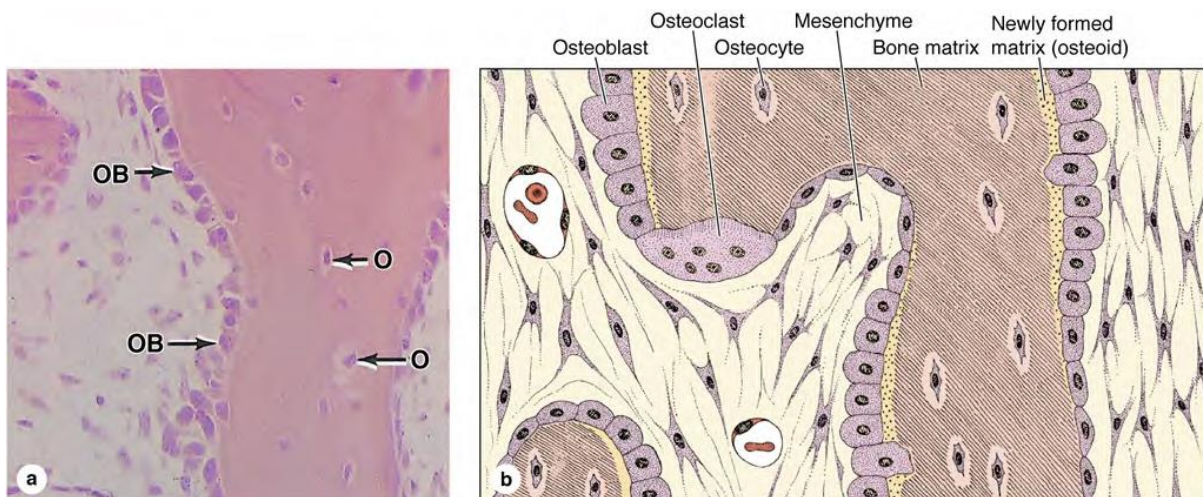 Osteoclast
Mesenchyme
Newly formed
Osteoblast
Osteocyte
Bone matrix
matrix (osteoid)
OB
O
OB
O
a
b